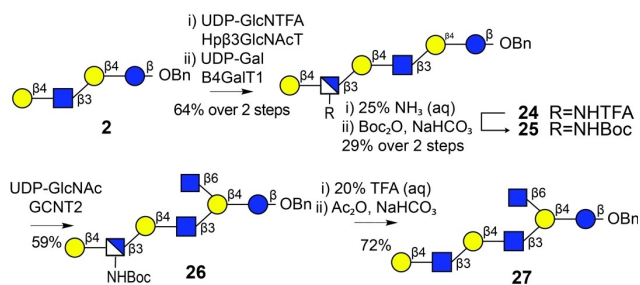 i) UDP-GlcNTFA
Hpβ3GlcNAcT
ii) UDP-Gal
B4GalT1
64% over 2 steps
β4 β3 β4 β OBn
2
β4 β3 R β4 β3 β4 β OBn
i) 25% NH₃ (aq)
ii) Boc₂O, NaHCO₃
29% over 2 steps
24 R=NHTFA
25 R=NHBoc
UDP-GlcNAc
GCNT2
59%
β4 β3 NHBoc β4 β3 β6 β4 β OBn
26
i) 20% TFA (aq)
ii) Ac₂O, NaHCO₃
72%
β4 β3 β4 β3 β6 β4 β OBn
27